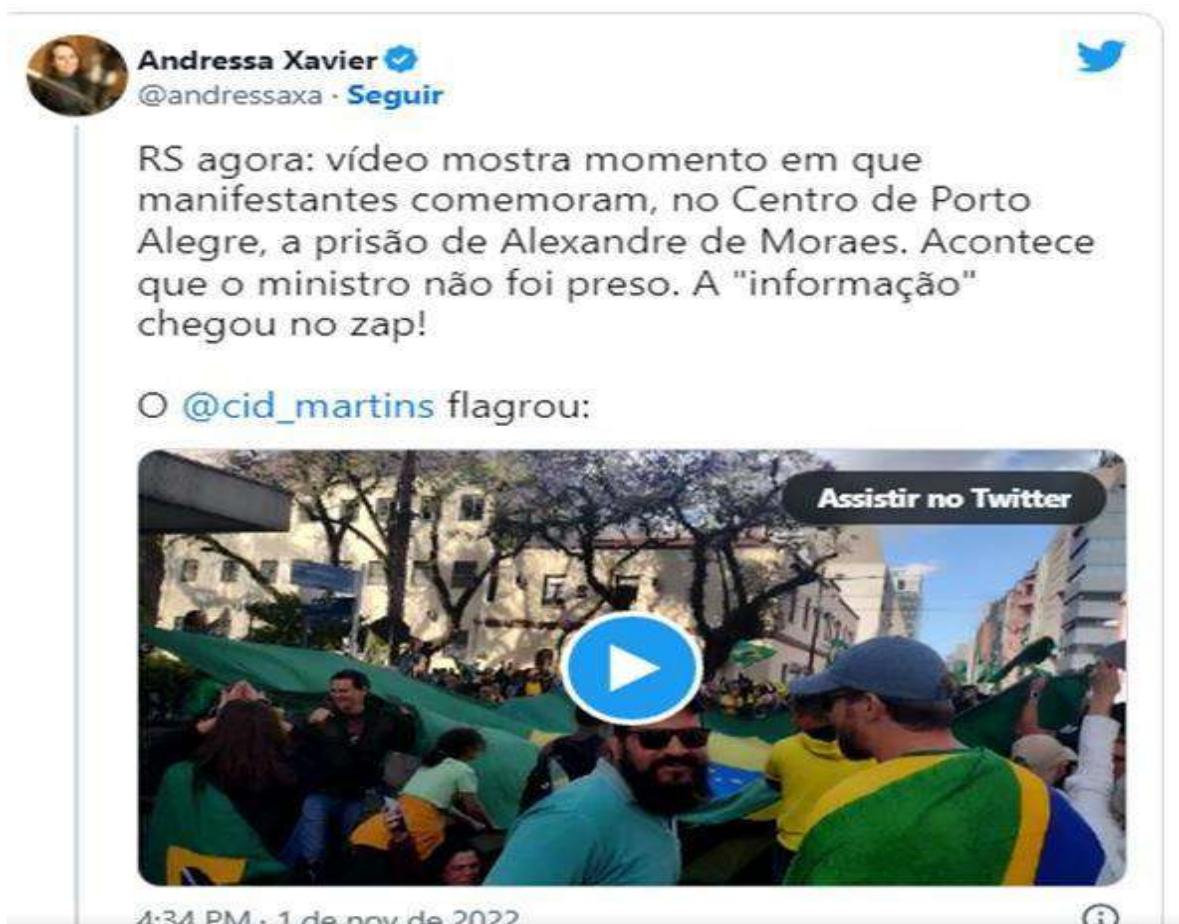 Andressa Xavier
@andressaxa · Seguir
RS agora: vídeo mostra momento em que
manifestantes comemoram, no Centro de Porto
Alegre, a prisão de Alexandre de Moraes. Acontece
que o ministro não foi preso. A "informação"
chegou no zap!
O @cid_martins flagrou:
Assistir no Twitter
4:34 PM · 1 de nov de 2022